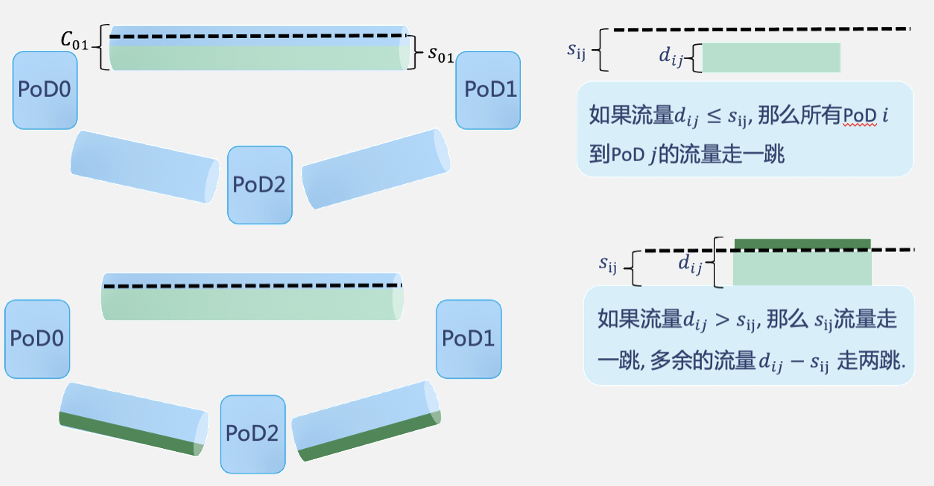 C₀₁
s₀₁
PoD0
PoD1
PoD2
sᵢⱼ
dᵢⱼ
如果流量dᵢⱼ ≤ sᵢⱼ, 那么所有PoD i
到PoD j的流量走一跳
PoD0
PoD1
PoD2
sᵢⱼ
dᵢⱼ
如果流量dᵢⱼ > sᵢⱼ, 那么 sᵢⱼ流量走
一跳, 多余的流量dᵢⱼ − sᵢⱼ 走两跳.